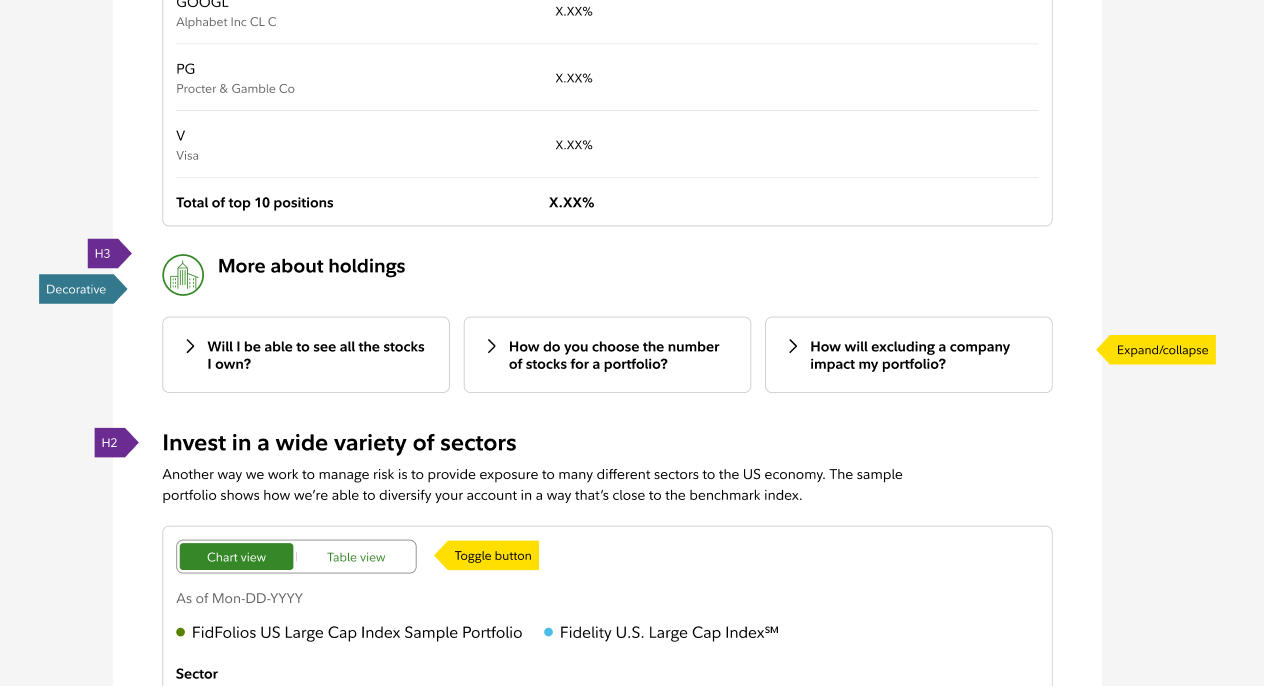 GOOGL
Alphabet Inc CL C
X.XX%
PG
Procter & Gamble Co
X.XX%
V
Visa
X.XX%
Total of top 10 positions
X.XX%
H3
More about holdings
Decorative
Will I be able to see all the stocks
I own?
How do you choose the number
of stocks for a portfolio?
How will excluding a company
impact my portfolio?
Expand/collapse
H2
Invest in a wide variety of sectors
Another way we work to manage risk is to provide exposure to many different sectors to the US economy. The sample
portfolio shows how we’re able to diversify your account in a way that’s close to the benchmark index.
Chart view
Table view
Toggle button
As of Mon-DD-YYYY
FidFolios US Large Cap Index Sample Portfolio
Fidelity U.S. Large Cap Index℠
Sector